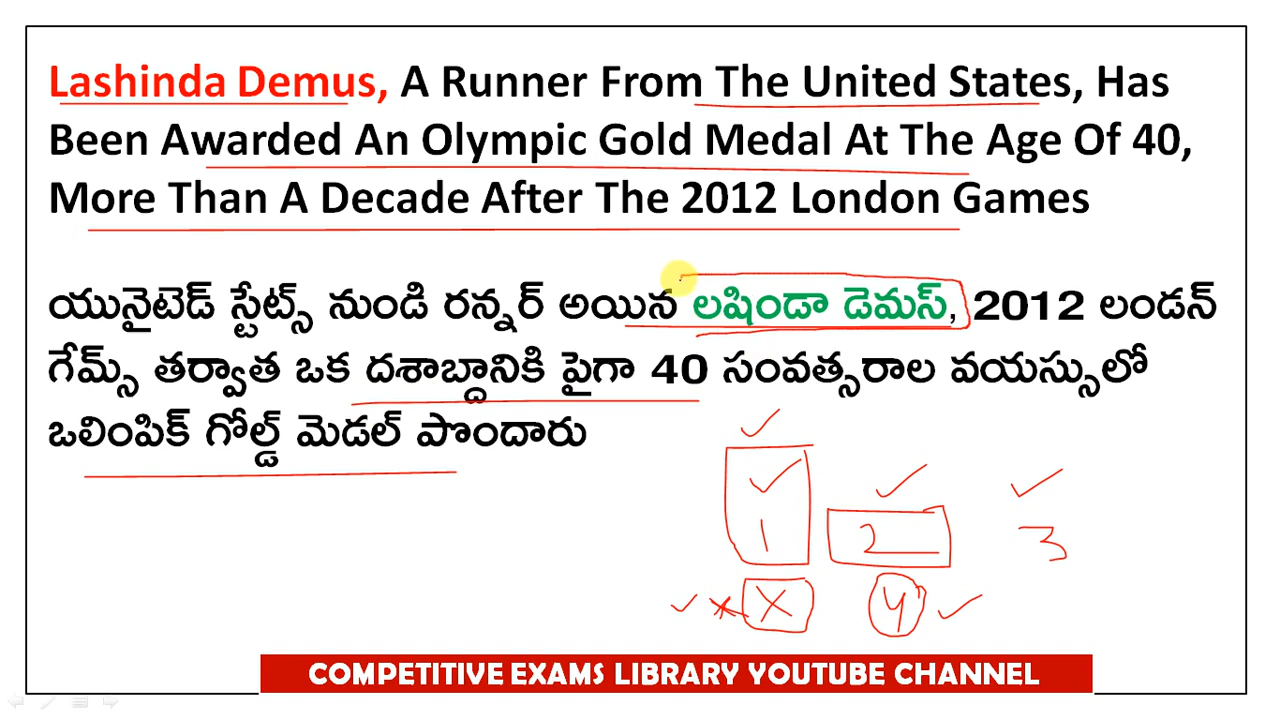 Lashinda Demus, A Runner From The United States, Has
Been Awarded An Olympic Gold Medal At The Age Of 40,
More Than A Decade After The 2012 London Games
యునైటెడ్ స్టేట్స్ నుండి రన్నర్ అయిన లషిండా డెమస్, 2012 లండన్
గేమ్స్ తర్వాత ఒక దశాబ్దానికి పైగా 40 సంవత్సరాల వయస్సులో
ఒలింపిక్ గోల్డ్ మెడల్ పొందారు
1 2 3
X Y
COMPETITIVE EXAMS LIBRARY YOUTUBE CHANNEL